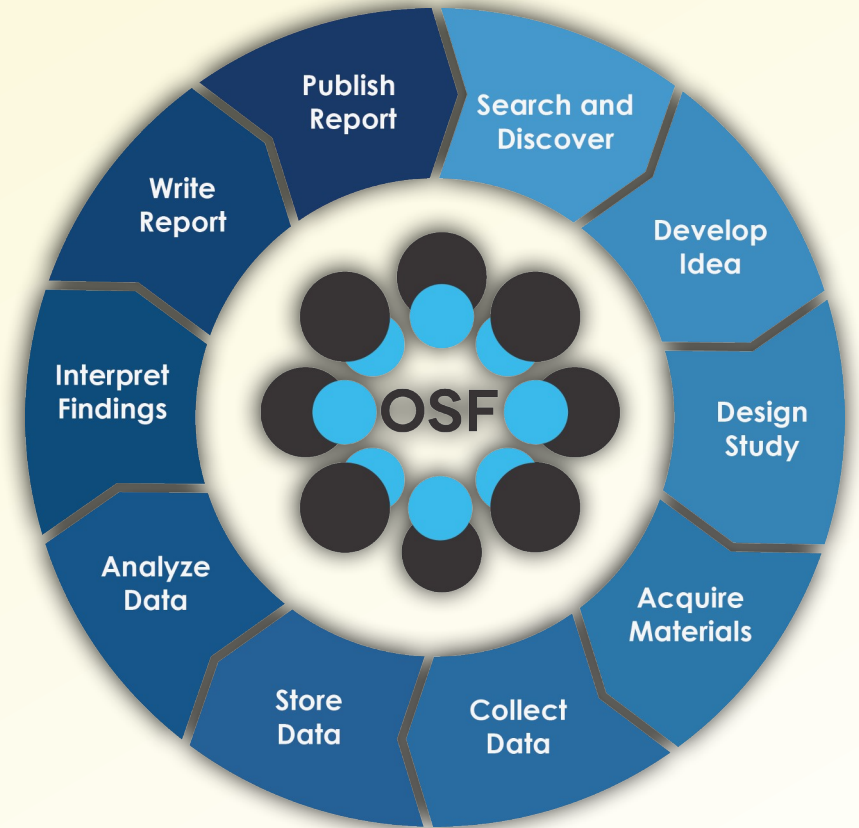 Search and
Discover
Develop
Idea
Design
Study
Acquire
Materials
Collect
Data
Store
Data
Analyze
Data
Interpret
Findings
Write
Report
Publish
Report
OSF